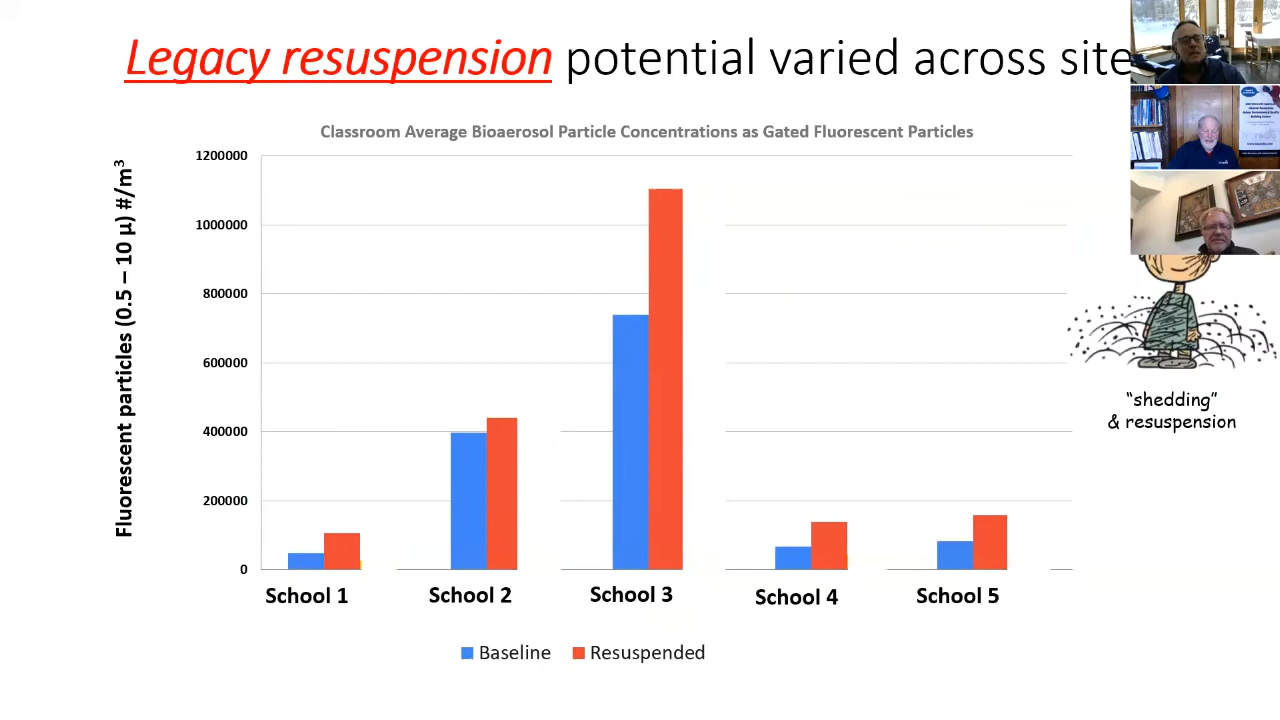 Legacy resuspension potential varied across site
Classroom Average Bioaerosol Particle Concentrations as Gated Fluorescent Particles
Fluorescent particles (0.5 – 10 µ) #/m³
1200000
1000000
800000
600000
400000
200000
0
School 1
School 2
School 3
School 4
School 5
Baseline
Resuspended
“shedding”
& resuspension